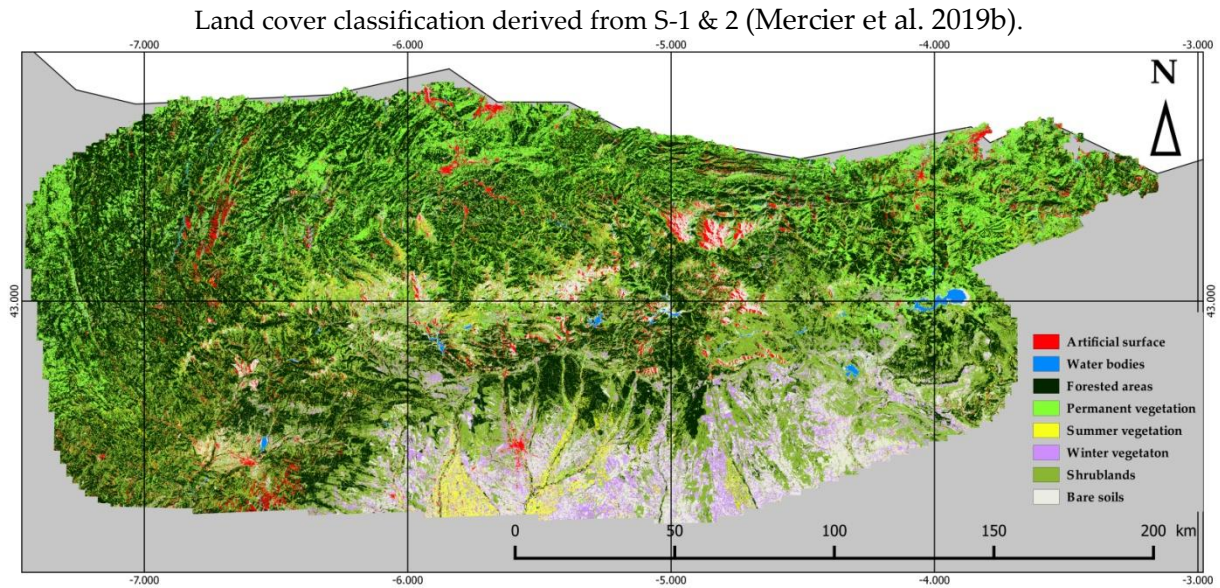 Land cover classification derived from S-1 & 2 (Mercier et al. 2019b).
-7.000 -6.000 -5.000 -4.000 -3.000
N
43.000 43.000
Artificial surface
Water bodies
Forested areas
Permanent vegetation
Summer vegetation
Winter vegetaton
Shrublands
Bare soils
0 50 100 150 200 km
-7.000 -6.000 -5.000 -4.000 -3.000